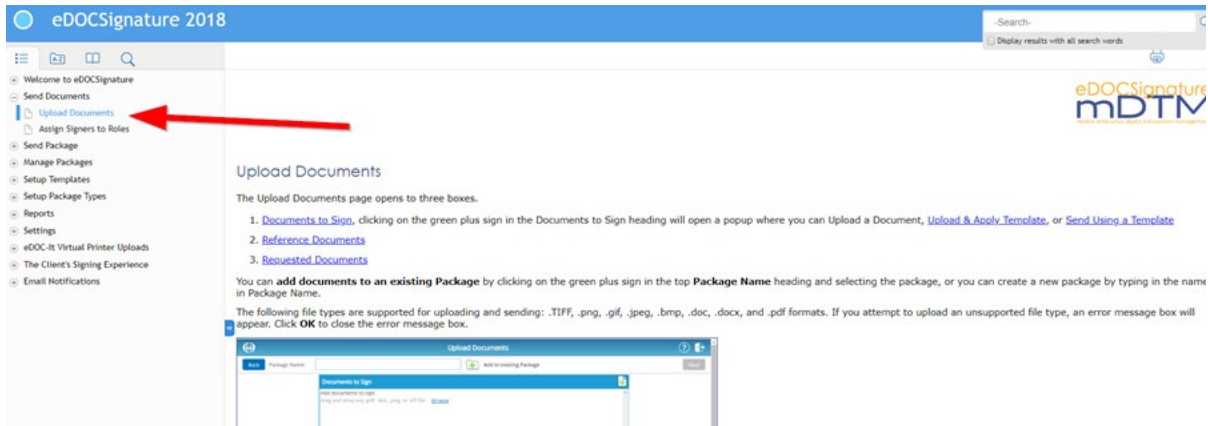 eDOCSignature 2018
-Search-
Display results with all search words
Welcome to eDOCSignature
Send Documents
Upload Documents
Assign Signers to Roles
Send Package
Manage Packages
Setup Templates
Setup Package Types
Reports
Settings
eDOC-It Virtual Printer Uploads
The Client's Signing Experience
Email Notifications
eDOCSignature
mDTM
Upload Documents
The Upload Documents page opens to three boxes.
1. Documents to Sign, clicking on the green plus sign in the Documents to Sign heading will open a popup where you can Upload a Document, Upload & Apply Template, or Send Using a Template
2. Reference Documents
3. Requested Documents
You can add documents to an existing Package by clicking on the green plus sign in the top Package Name heading and selecting the package, or you can create a new package by typing in the name
in Package Name.
The following file types are supported for uploading and sending: .TIFF, .png, .gif, .jpeg, .bmp, .doc, .docx, and .pdf formats. If you attempt to upload an unsupported file type, an error message box will
appear. Click OK to close the error message box.
Upload Documents
Back Package Name: Add to existing Package Next
Documents to Sign
Add documents to sign
Drag and drop any .pdf, .doc, .png, or .tiff file. Browse